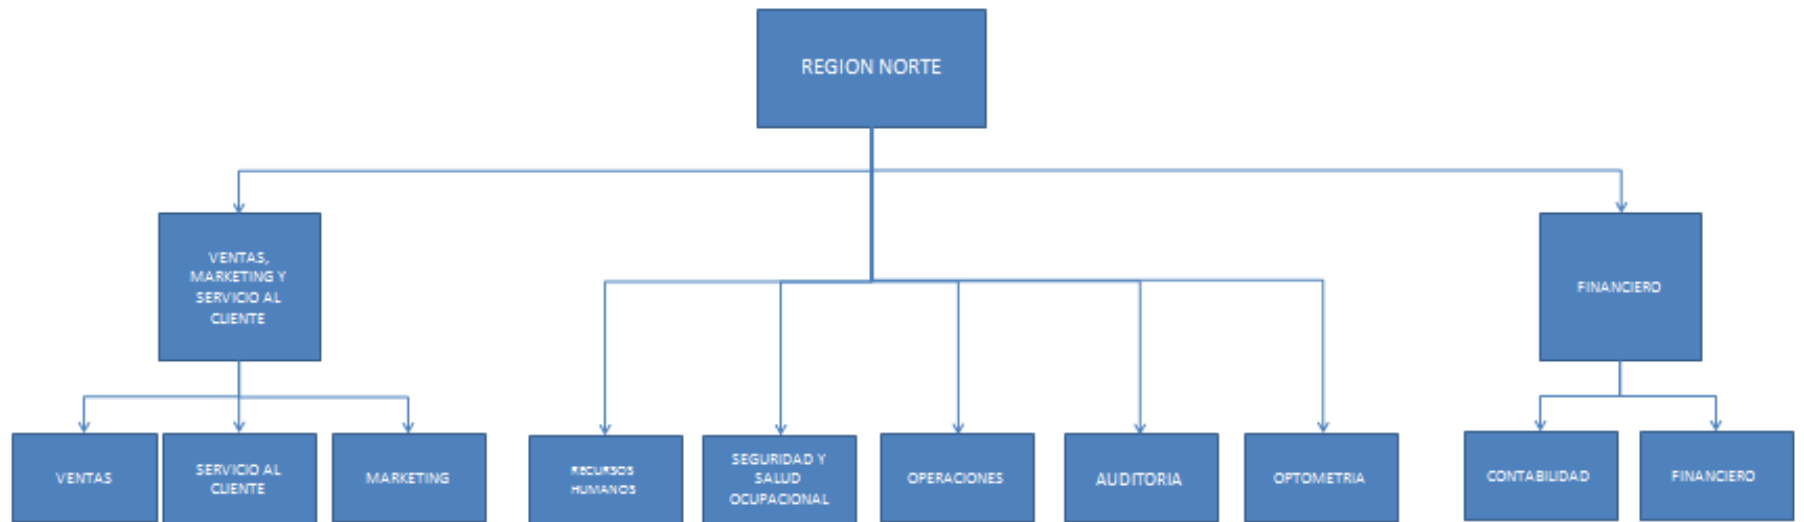 REGION NORTE
VENTAS,
MARKETING Y
SERVICIO AL
CLIENTE
FINANCIERO
VENTAS
SERVICIO AL
CLIENTE
MARKETING
RECURSOS
HUMANOS
SEGURIDAD Y
SALUD
OCUPACIONAL
OPERACIONES
AUDITORIA
OPTOMETRIA
CONTABILIDAD
FINANCIERO